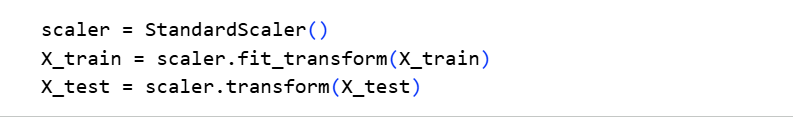 scaler = StandardScaler()
X_train = scaler.fit_transform(X_train)
X_test = scaler.transform(X_test)